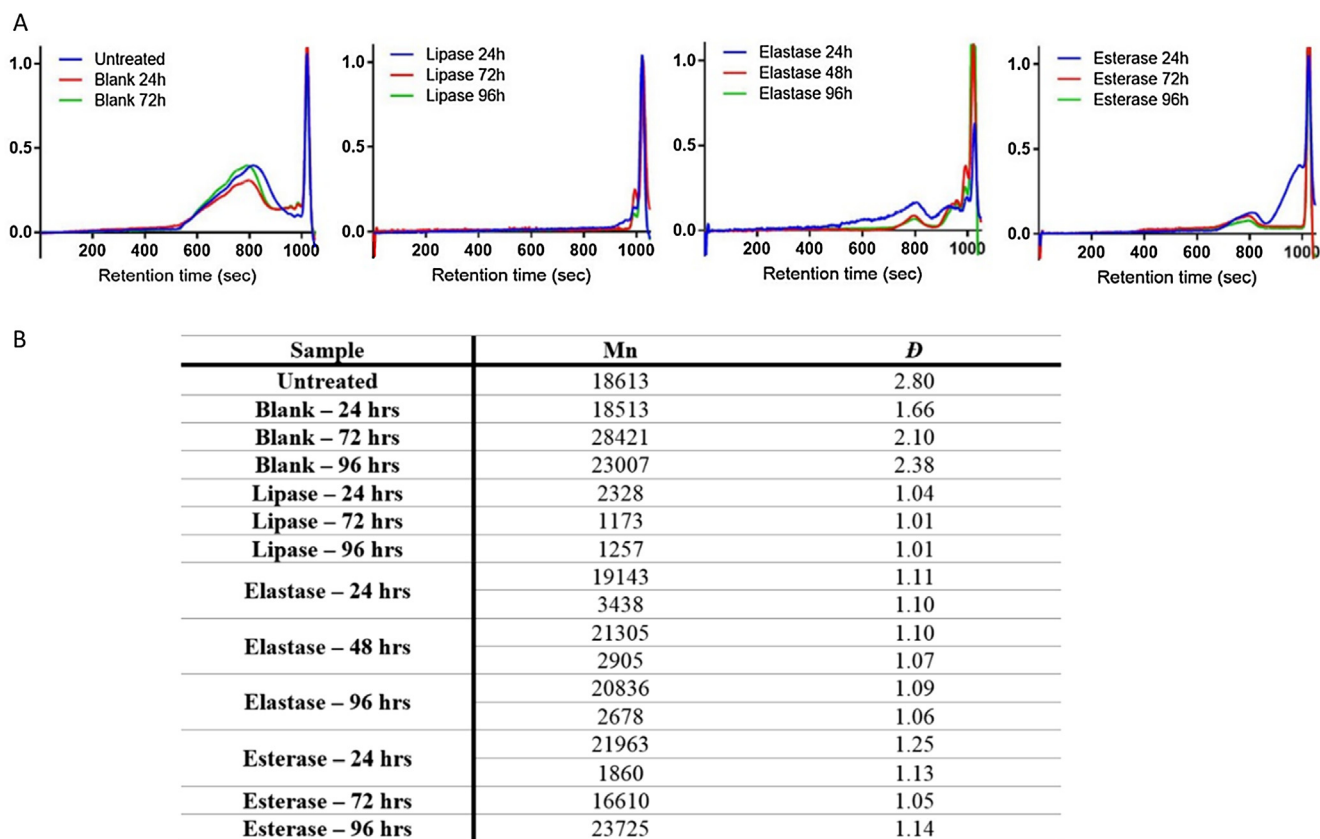 A
Untreated
Blank 24h
Blank 72h
1.0
0.5
0.0
200 400 600 800 1000
Retention time (sec)
Lipase 24h
Lipase 72h
Lipase 96h
1.0
0.5
0.0
200 400 600 800 1000
Retention time (sec)
Elastase 24h
Elastase 48h
Elastase 96h
1.0
0.5
0.0
200 400 600 800 1000
Retention time (sec)
Esterase 24h
Esterase 72h
Esterase 96h
1.0
0.5
0.0
200 400 600 800 1000
Retention time (sec)
B
Sample Mn Đ
Untreated 18613 2.80
Blank – 24 hrs 18513 1.66
Blank – 72 hrs 28421 2.10
Blank – 96 hrs 23007 2.38
Lipase – 24 hrs 2328 1.04
Lipase – 72 hrs 1173 1.01
Lipase – 96 hrs 1257 1.01
Elastase – 24 hrs 19143 1.11
3438 1.10
Elastase – 48 hrs 21305 1.10
2905 1.07
Elastase – 96 hrs 20836 1.09
2678 1.06
Esterase – 24 hrs 21963 1.25
1860 1.13
Esterase – 72 hrs 16610 1.05
Esterase – 96 hrs 23725 1.14